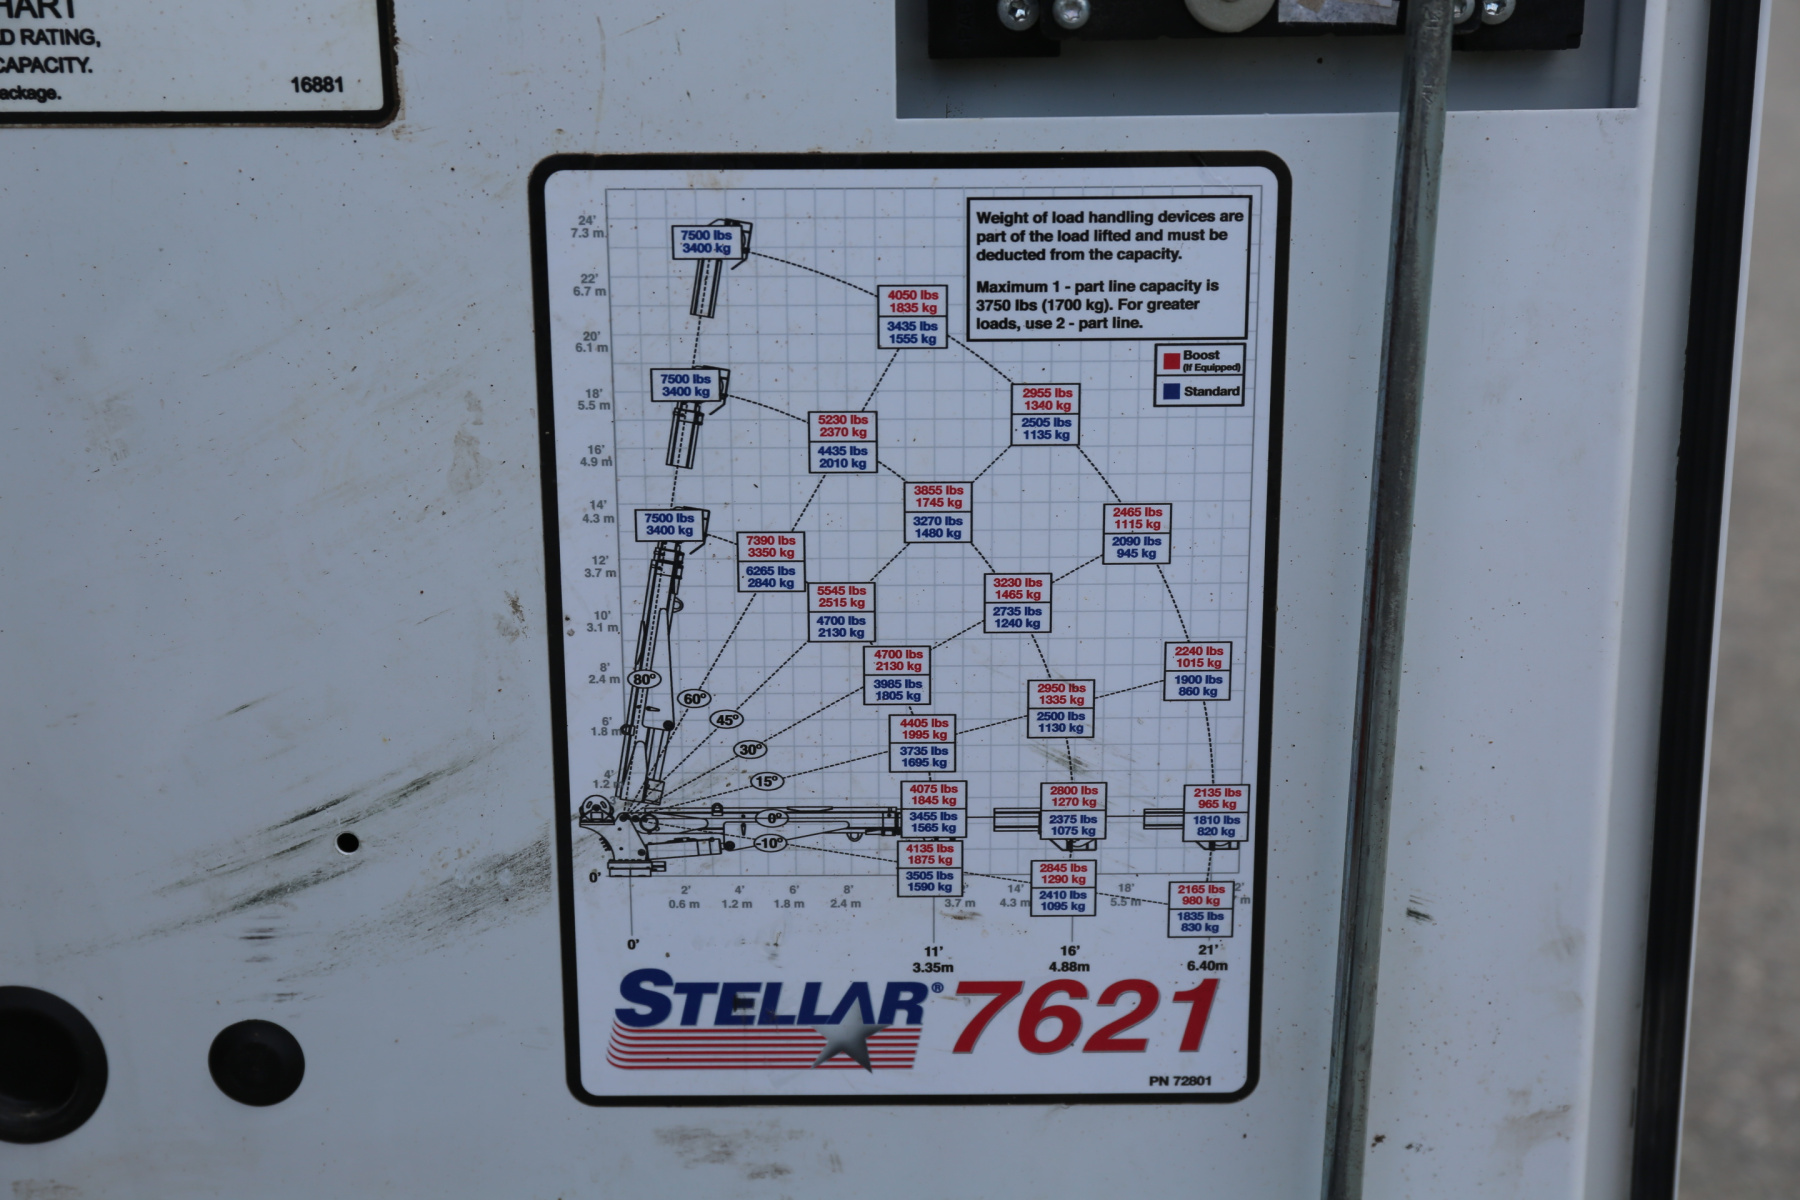 HART
D RATING,
CAPACITY.
ackage.
16881
24'
7.3 m
22'
6.7 m
20'
6.1 m
18'
5.5 m
16'
4.9 m
14'
4.3 m
12'
3.7 m
10'
3.1 m
8'
2.4 m
6'
1.8 m
4'
1.2
0'
Weight of load handling devices are
part of the load lifted and must be
deducted from the capacity.
Maximum 1 - part line capacity is
3750 lbs (1700 kg). For greater
loads, use 2 - part line.
Boost
(If Equipped)
Standard
7500 lbs
3400 kg
4050 lbs
1835 kg
3435 lbs
1555 kg
7500 lbs
3400 kg
2955 lbs
1340 kg
2505 lbs
1135 kg
5230 lbs
2370 kg
4435 lbs
2010 kg
3855 lbs
1745 kg
3270 lbs
1480 kg
7500 lbs
3400 kg
2465 lbs
1115 kg
2090 lbs
945 kg
7390 lbs
3350 kg
6265 lbs
2840 kg
5545 lbs
2515 kg
4700 lbs
2130 kg
3230 lbs
1465 kg
2735 lbs
1240 kg
4700 lbs
2130 kg
3985 lbs
1805 kg
2240 lbs
1015 kg
1900 lbs
860 kg
2950 lbs
1335 kg
2500 lbs
1130 kg
4405 lbs
1995 kg
3735 lbs
1695 kg
80°
60°
45°
30°
15°
0°
-10°
4075 lbs
1845 kg
3455 lbs
1565 kg
2800 lbs
1270 kg
2375 lbs
1075 kg
2135 lbs
965 kg
1810 lbs
820 kg
4135 lbs
1875 kg
3505 lbs
1590 kg
2845 lbs
1290 kg
2410 lbs
1095 kg
2165 lbs
980 kg
1835 lbs
830 kg
2' 4' 6' 8' 14' 18' 2'
0.6 m 1.2 m 1.8 m 2.4 m 3.7 m 4.3 m 5.5 m m
0' 11' 16' 21'
3.35m 4.88m 6.40m
STELLAR® 7621
PN 72801